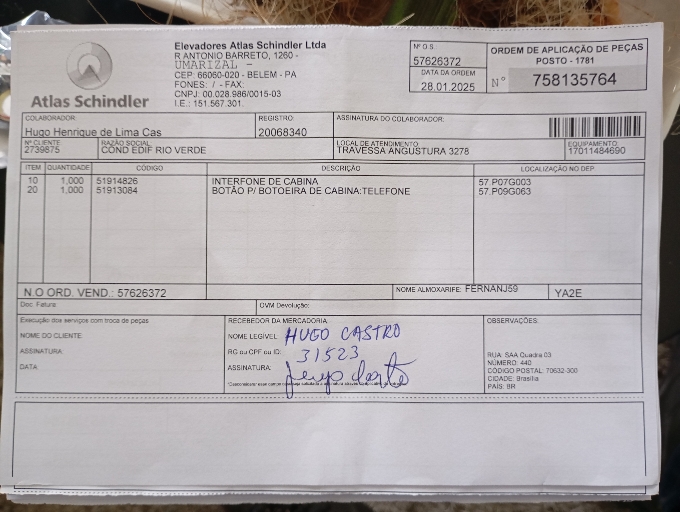 Atlas Schindler
Elevadores Atlas Schindler Ltda
R ANTONIO BARRETO, 1260 -
UMARIZAL -
CEP: 66060-020 - BELEM - PA
FONES: / - FAX:
CNPJ: 00.028.986/0015-03
I.E.: 151.567.301.
Nº O.S.
57626372
DATA DA ORDEM
28.01.2025
ORDEM DE APLICAÇÃO DE PEÇAS
POSTO - 1781
N° 758135764
COLABORADOR:
Hugo Henrique de Lima Cas
REGISTRO:
20068340
ASSINATURA DO COLABORADOR:
Nº CLIENTE:
2739875
RAZÃO SOCIAL:
COND EDIF RIO VERDE
LOCAL DE ATENDIMENTO:
TRAVESSA ANGUSTURA 3278
EQUIPAMENTO:
17011484690
ITEM QUANTIDADE CÓDIGO DESCRIÇÃO LOCALIZAÇÃO NO DEP.
10 1,000 51914826 INTERFONE DE CABINA 57 P07G003
20 1,000 51913084 BOTÃO P/ BOTOEIRA DE CABINA:TELEFONE 57 P09G063
N.O ORD. VEND.: 57626372
NOME ALMOXARIFE: FERNANJ59
YA2E
Doc. Fatura:
GVM Devolução:
Execução dos serviços com troca de peças
NOME DO CLIENTE:
ASSINATURA:
DATA:
RECEBEDOR DA MERCADORIA
NOME LEGÍVEL: HUGO CASTRO
RG ou CPF ou ID: 31523
ASSINATURA: Hugo Castro
OBSERVAÇÕES:
RUA: SAA Quadra 03
NÚMERO: 440
CÓDIGO POSTAL: 70632-300
CIDADE: Brasília
PAÍS: BR